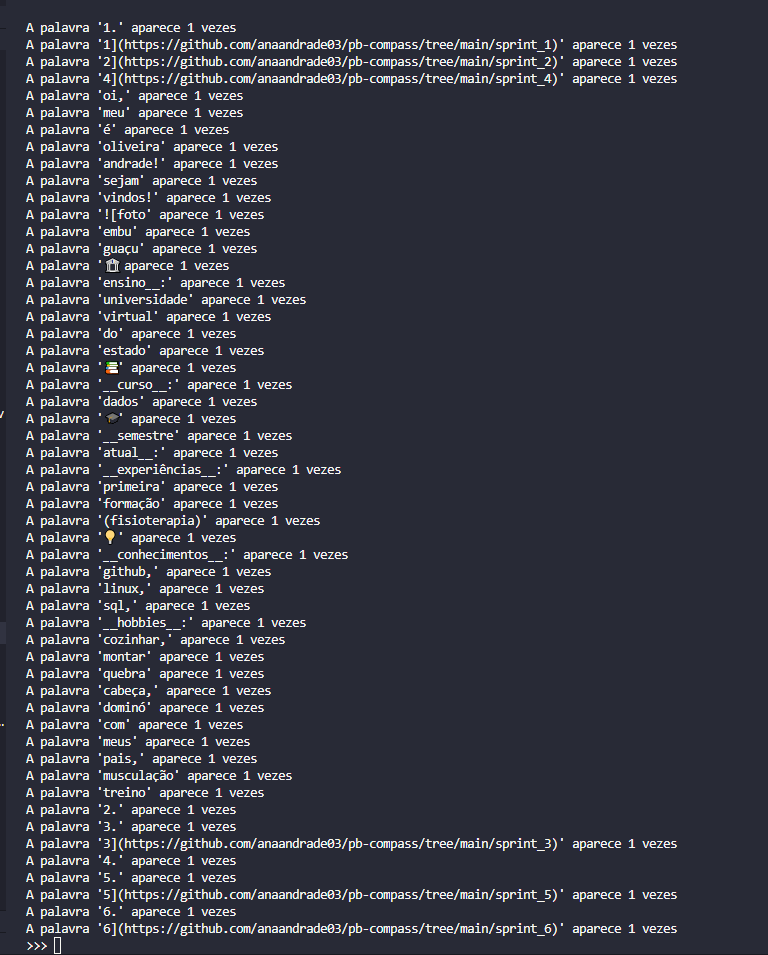 A palavra '1.' aparece 1 vezes
A palavra '1](https://github.com/anaandrade03/pb-compass/tree/main/sprint_1)' aparece 1 vezes
A palavra '2](https://github.com/anaandrade03/pb-compass/tree/main/sprint_2)' aparece 1 vezes
A palavra '4](https://github.com/anaandrade03/pb-compass/tree/main/sprint_4)' aparece 1 vezes
A palavra 'oi,' aparece 1 vezes
A palavra 'meu' aparece 1 vezes
A palavra 'é' aparece 1 vezes
A palavra 'oliveira' aparece 1 vezes
A palavra 'andrade!' aparece 1 vezes
A palavra 'sejam' aparece 1 vezes
A palavra 'vindos!' aparece 1 vezes
A palavra '![foto' aparece 1 vezes
A palavra 'embu' aparece 1 vezes
A palavra 'guaçu' aparece 1 vezes
A palavra '🏛 aparece 1 vezes
A palavra 'ensino__:' aparece 1 vezes
A palavra 'universidade' aparece 1 vezes
A palavra 'virtual' aparece 1 vezes
A palavra 'do' aparece 1 vezes
A palavra 'estado' aparece 1 vezes
A palavra '📚' aparece 1 vezes
A palavra '__curso__:' aparece 1 vezes
A palavra 'dados' aparece 1 vezes
A palavra '🎓' aparece 1 vezes
A palavra '__semestre' aparece 1 vezes
A palavra 'atual__:' aparece 1 vezes
A palavra '__experiências__:' aparece 1 vezes
A palavra 'primeira' aparece 1 vezes
A palavra 'formação' aparece 1 vezes
A palavra '(fisioterapia)' aparece 1 vezes
A palavra '💡' aparece 1 vezes
A palavra '__conhecimentos__:' aparece 1 vezes
A palavra 'github,' aparece 1 vezes
A palavra 'linux,' aparece 1 vezes
A palavra 'sql,' aparece 1 vezes
A palavra '__hobbies__:' aparece 1 vezes
A palavra 'cozinhar,' aparece 1 vezes
A palavra 'montar' aparece 1 vezes
A palavra 'quebra' aparece 1 vezes
A palavra 'cabeça,' aparece 1 vezes
A palavra 'dominó' aparece 1 vezes
A palavra 'com' aparece 1 vezes
A palavra 'meus' aparece 1 vezes
A palavra 'pais,' aparece 1 vezes
A palavra 'musculação' aparece 1 vezes
A palavra 'treino' aparece 1 vezes
A palavra '2.' aparece 1 vezes
A palavra '3.' aparece 1 vezes
A palavra '3](https://github.com/anaandrade03/pb-compass/tree/main/sprint_3)' aparece 1 vezes
A palavra '4.' aparece 1 vezes
A palavra '5.' aparece 1 vezes
A palavra '5](https://github.com/anaandrade03/pb-compass/tree/main/sprint_5)' aparece 1 vezes
A palavra '6.' aparece 1 vezes
A palavra '6](https://github.com/anaandrade03/pb-compass/tree/main/sprint_6)' aparece 1 vezes
>>>